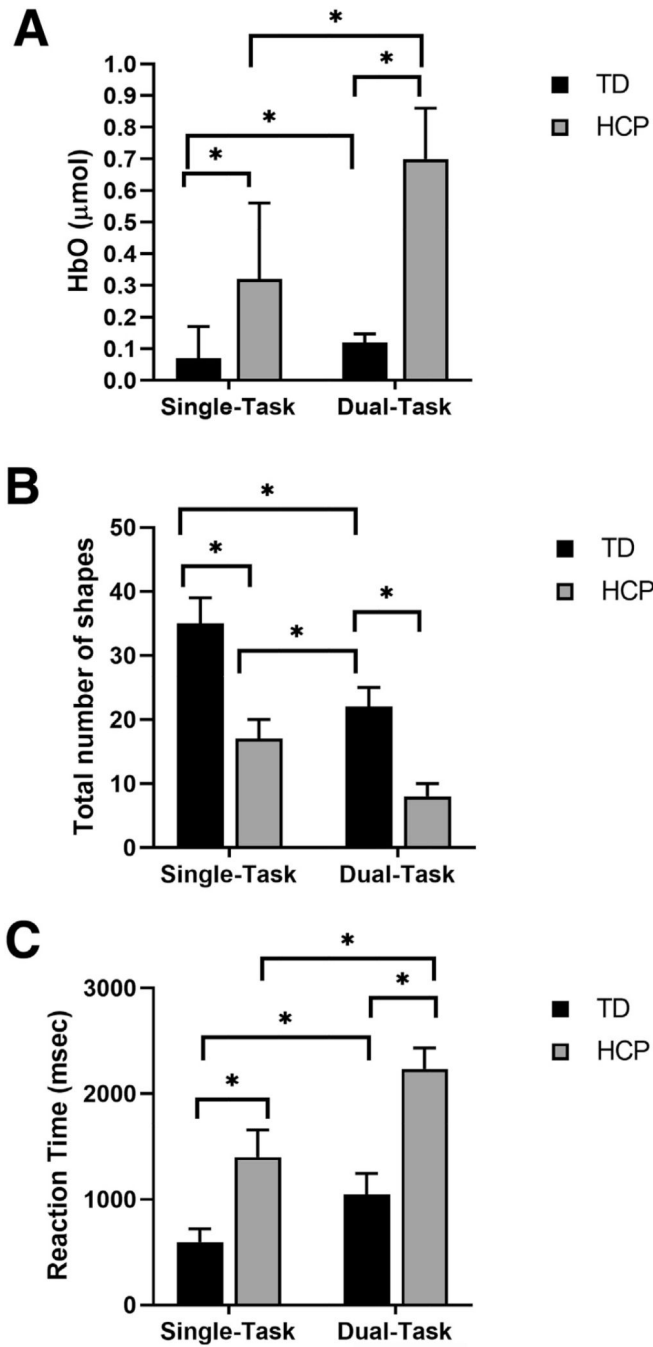 A
HbO (μmol)
1.0
0.9
0.8
0.7
0.6
0.5
0.4
0.3
0.2
0.1
0.0
*
*
*
*
Single-Task
Dual-Task
TD
HCP
B
Total number of shapes
50
40
30
20
10
0
*
*
*
*
Single-Task
Dual-Task
TD
HCP
C
Reaction Time (msec)
3000
2000
1000
0
*
*
*
*
Single-Task
Dual-Task
TD
HCP